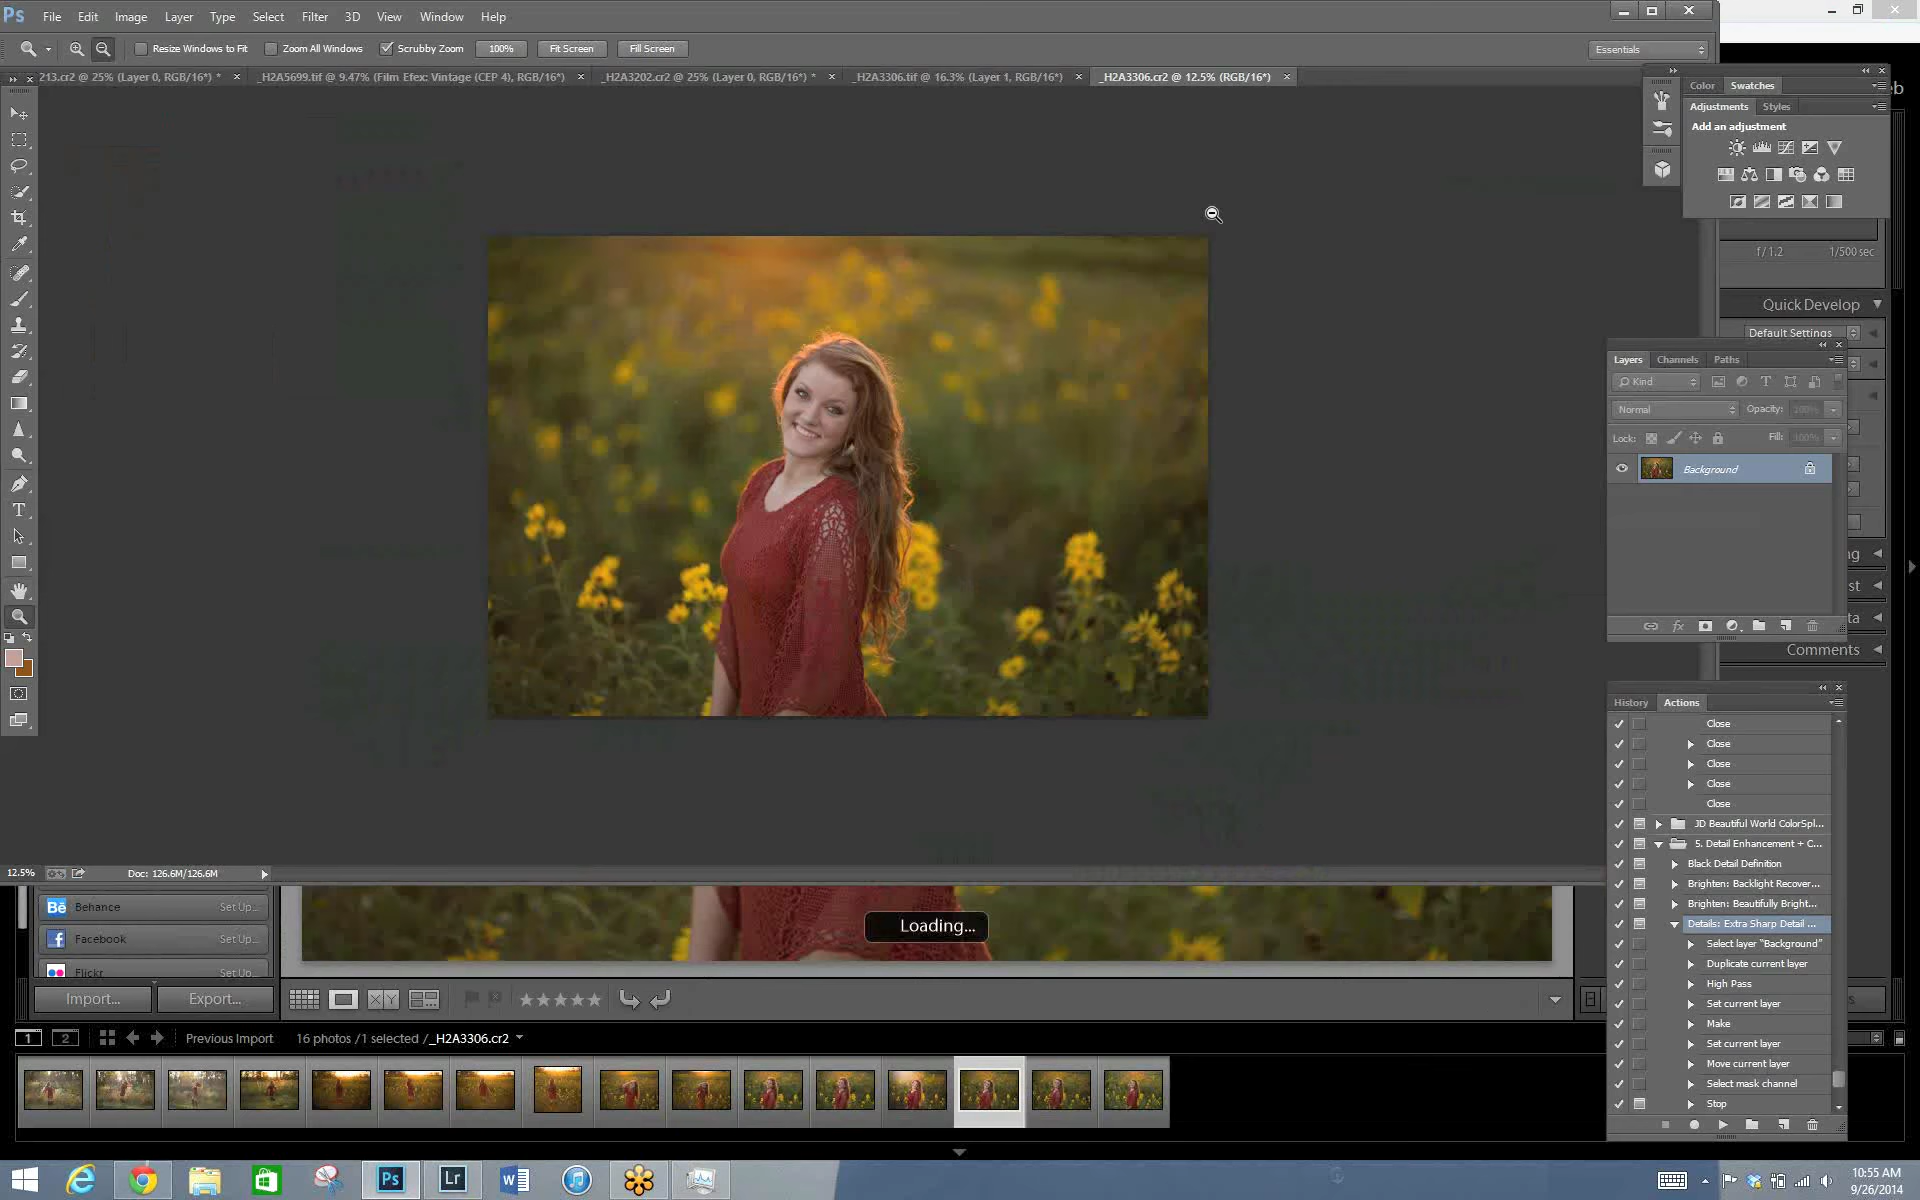 Ps File Edit Image Layer Type Select Filter 3D View Window Help
Resize Windows to Fit Zoom All Windows Scrubby Zoom 100% Fit Screen Fill Screen Essentials
213.cr2 @ 25% (Layer 0, RGB/16*) * _H2A5699.tif @ 9.47% (Film Efex: Vintage (CEP 4), RGB/16*) _H2A3202.cr2 @ 25% (Layer 0, RGB/16*) * _H2A3306.tif @ 16.3% (Layer 1, RGB/16*) _H2A3306.cr2 @ 12.5% (RGB/16*)
Color Swatches
Adjustments Styles
Add an adjustment
f / 1.2 1/500 sec
Quick Develop
Default Settings
Layers Channels Paths
Kind
Normal Opacity: 100%
Lock: Fill: 100%
Background
Comments
History Actions
Close
Close
Close
Close
Close
JD Beautiful World ColorSpl...
5. Detail Enhancement + C...
Black Detail Definition
Brighten: Backlight Recover...
Brighten: Beautifully Bright...
Details: Extra Sharp Detail ...
Select layer "Background"
Duplicate current layer
High Pass
Set current layer
Make
Set current layer
Move current layer
Select mask channel
Stop
12.5% Doc: 126.6M/126.6M
Bē Behance Set Up...
Facebook Set Up...
Flickr Set Up...
Loading...
Import... Export...
X Y
1 2 Previous Import 16 photos /1 selected /_H2A3306.cr2
Ps Lr
10:55 AM
9/26/2014